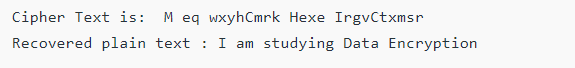 Cipher Text is:  M eq wxyhCmrk Hexe IrgvCtxmsr
Recovered plain text : I am studying Data Encryption